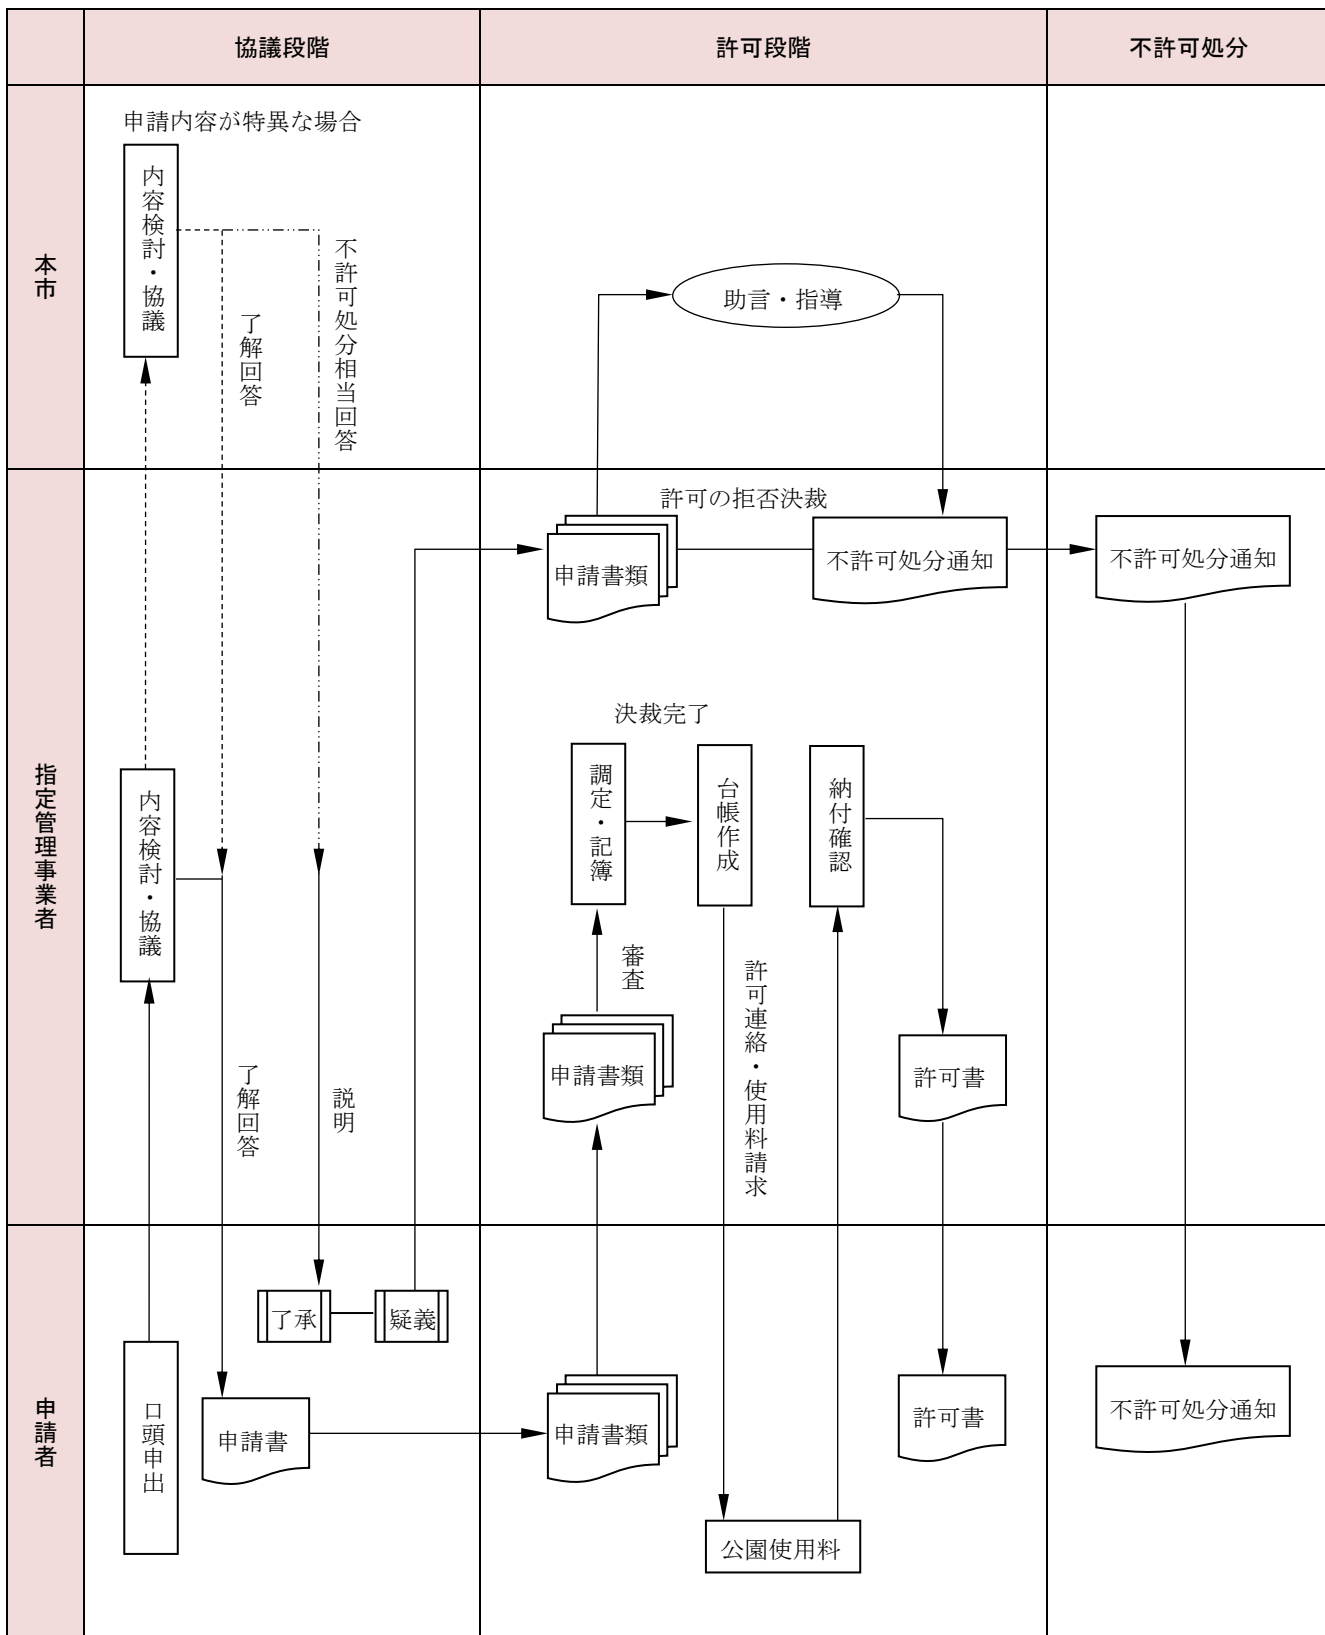 協議段階
許可段階
不許可処分
本市
申請内容が特異な場合
内容検討・協議
了解回答
不許可処分相当回答
助言・指導
指定管理事業者
許可の拒否決裁
申請書類
不許可処分通知
不許可処分通知
内容検討・協議
了解回答
説明
決裁完了
調定・記簿
台帳作成
納付確認
審査
申請書類
許可連絡・使用料請求
許可書
申請者
口頭申出
了承
疑義
申請書
申請書類
公園使用料
許可書
不許可処分通知